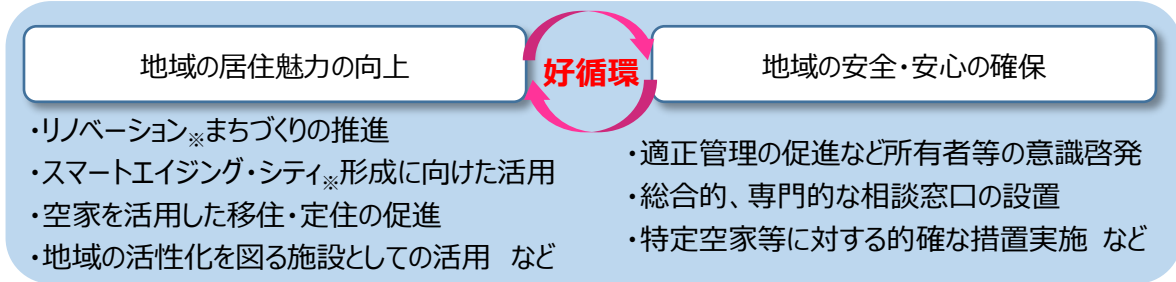 地域の居住魅力の向上
好循環
地域の安全・安心の確保
・リノベーション※まちづくりの推進
・スマートエイジング・シティ※形成に向けた活用
・空家を活用した移住・定住の促進
・地域の活性化を図る施設としての活用 など
・適正管理の促進など所有者等の意識啓発
・総合的、専門的な相談窓口の設置
・特定空家等に対する的確な措置実施 など